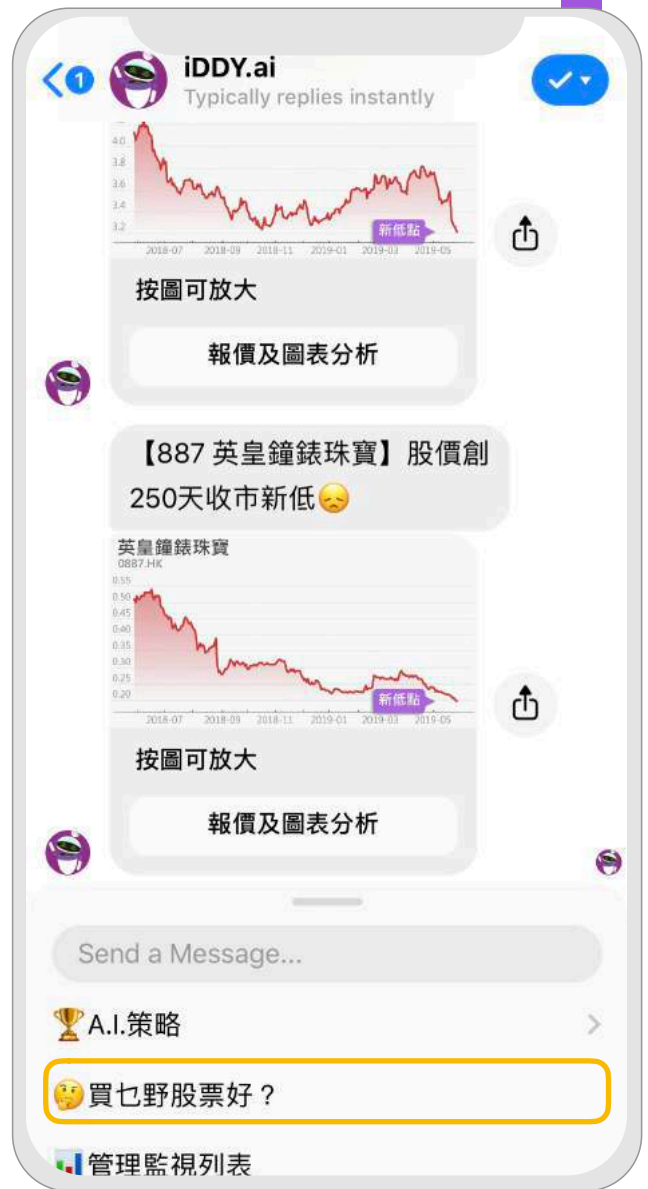 1
iDDY.ai
Typically replies instantly
4.0
3.8
3.6
3.4
3.2
新低點
2018-07 2018-09 2018-11 2019-01 2019-03 2019-05
按圖可放大
報價及圖表分析
【887 英皇鐘錶珠寶】股價創
250天收市新低😞
英皇鐘錶珠寶
0887.HK
0.55
0.50
0.45
0.40
0.35
0.30
0.25
0.20
新低點
2018-07 2018-09 2018-11 2019-01 2019-03 2019-05
按圖可放大
報價及圖表分析
Send a Message...
🏆A.I.策略
🤔買乜野股票好？
📊管理監視列表